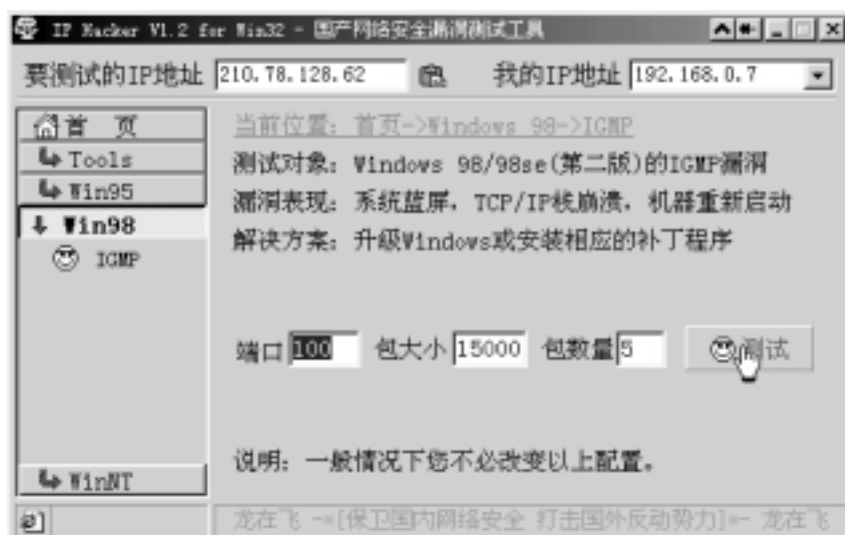 IP Hacker V1.2 for Win32 - 国产网络安全漏洞测试工具
要测试的IP地址 210.78.128.62 我的IP地址 192.168.0.7
首 页
Tools
Win95
Win98
IGMP
WinNT
当前位置: 首页->Windows 98->IGMP
测试对象: Windows 98/98se(第二版)的IGMP漏洞
漏洞表现: 系统蓝屏, TCP/IP栈崩溃, 机器重新启动
解决方案: 升级Windows或安装相应的补丁程序
端口 100 包大小 15000 包数量 5 测试
说明: 一般情况下您不必改变以上配置。
龙在飞 -=[保卫国内网络安全 打击国外反动势力]=- 龙在飞